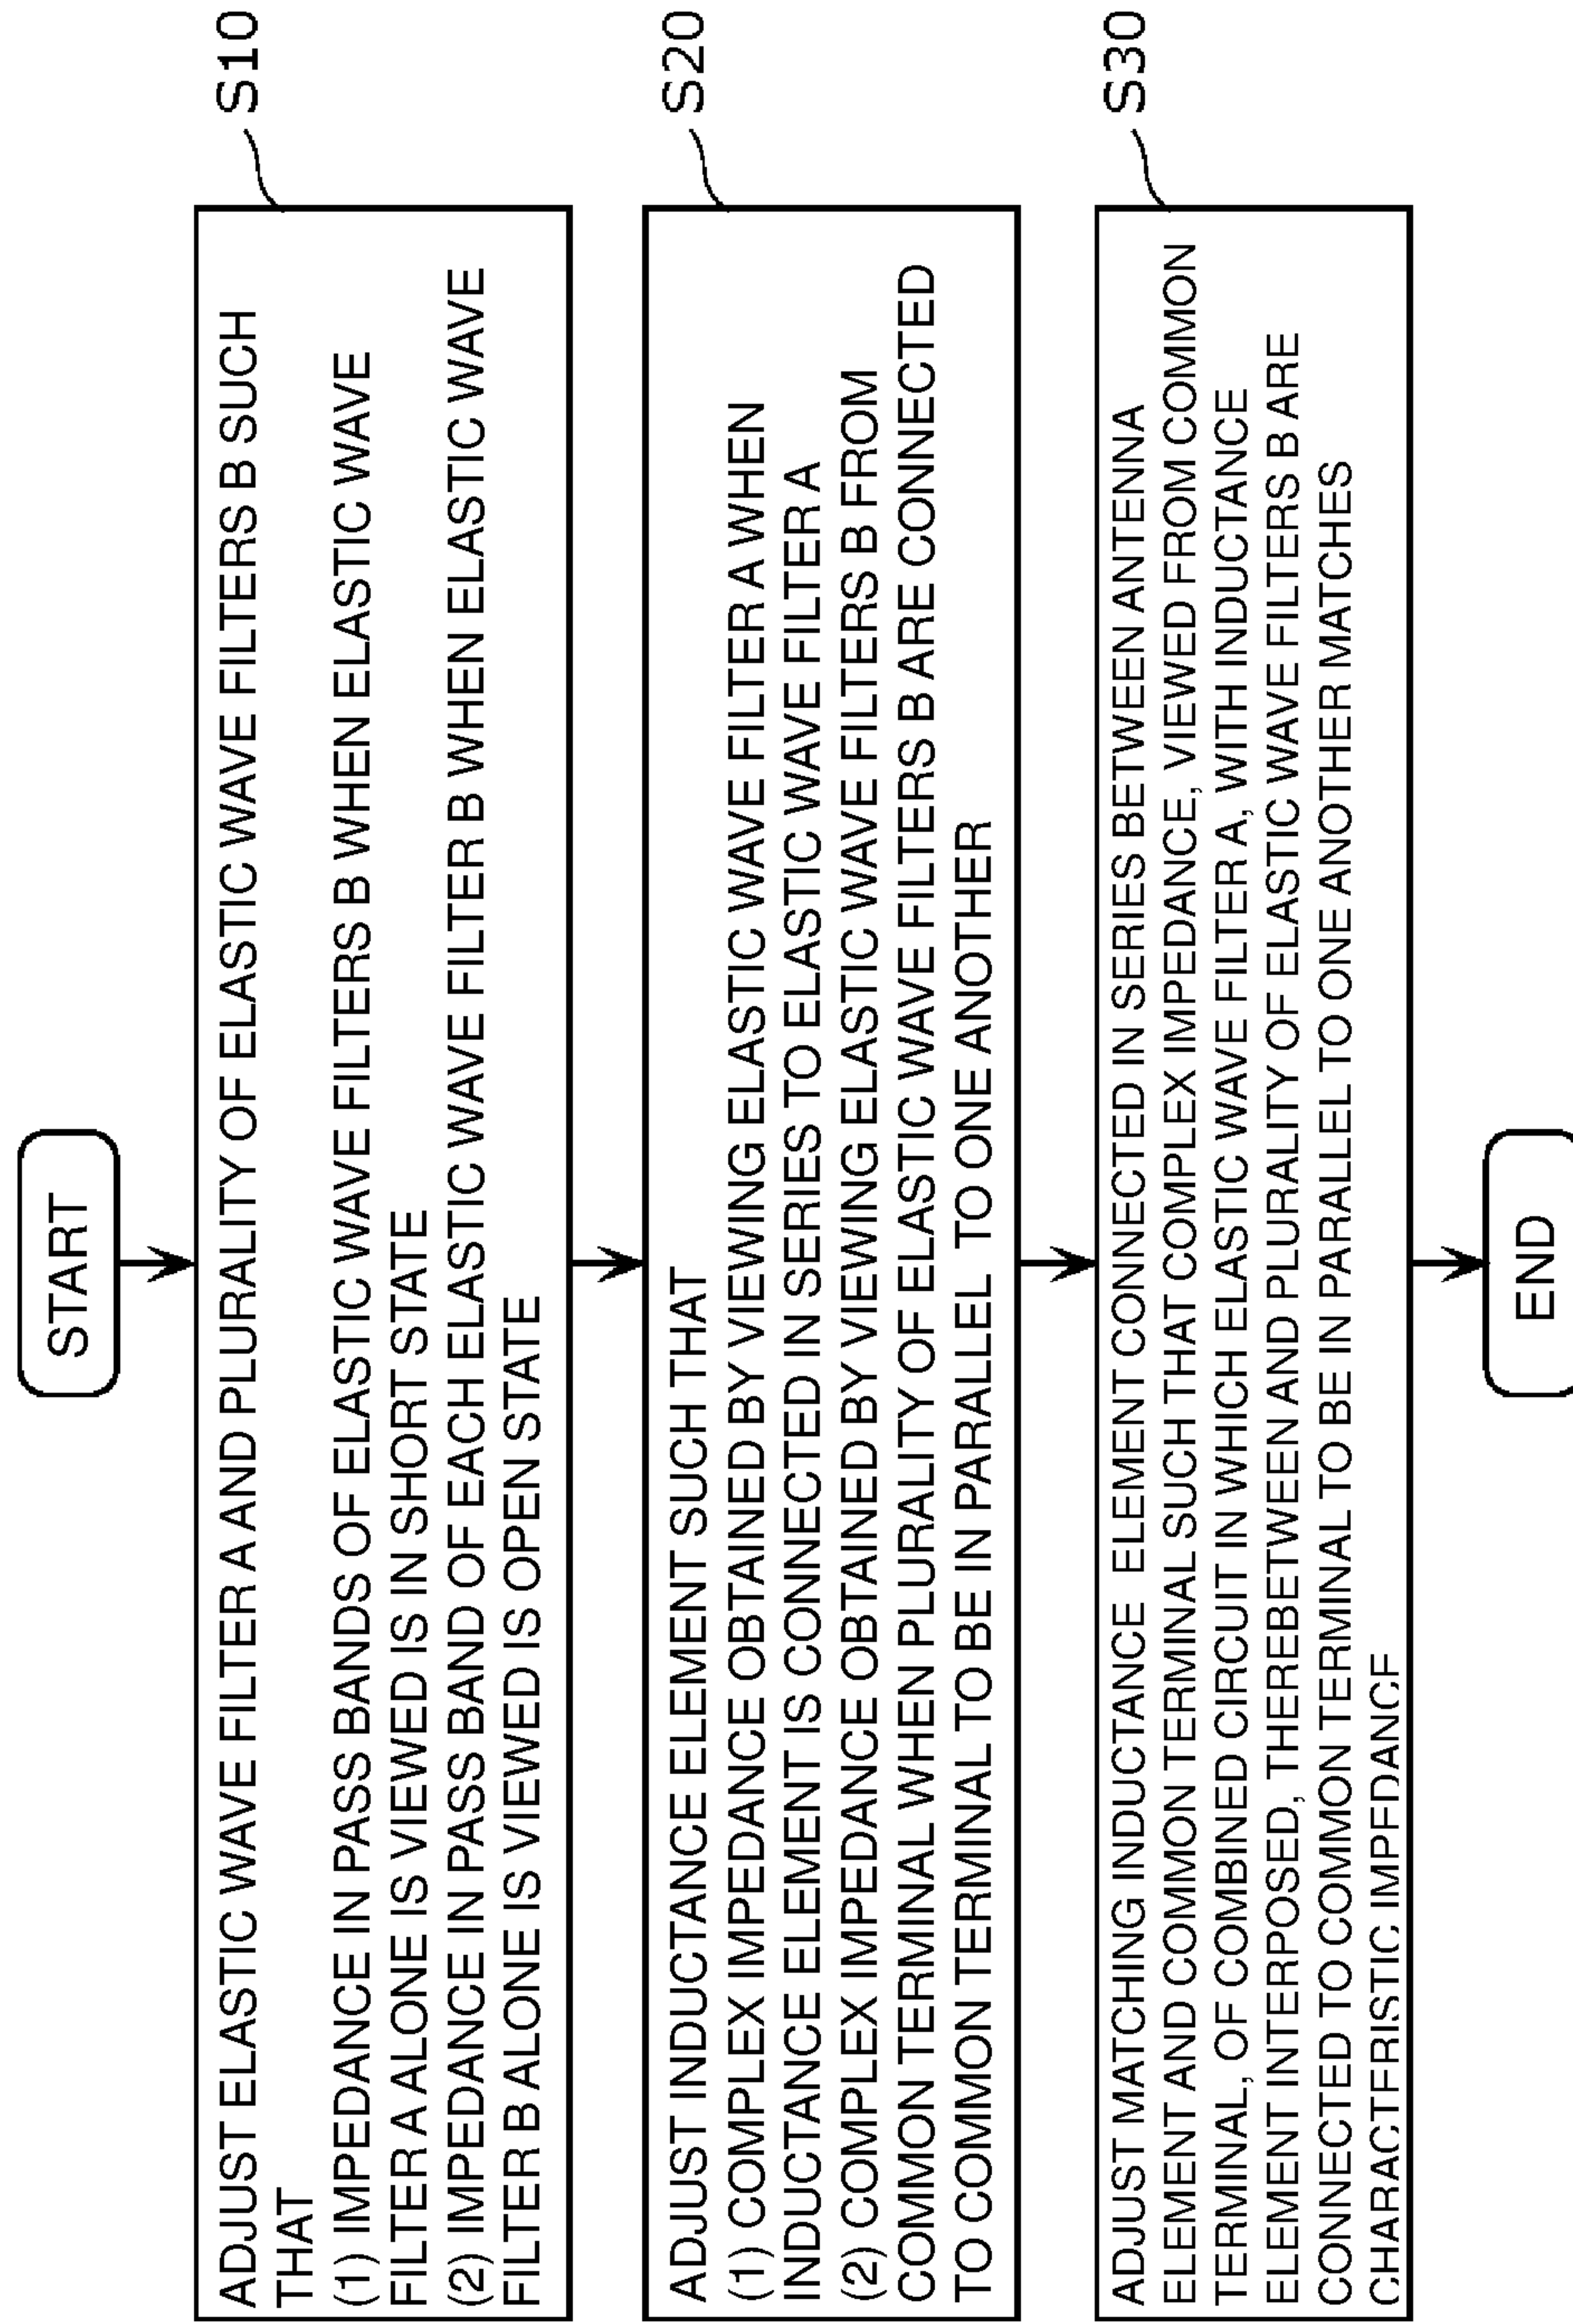 START
S10
ADJUST ELASTIC WAVE FILTER A AND PLURALITY OF ELASTIC WAVE FILTERS B SUCH
THAT
(1) IMPEDANCE IN PASS BANDS OF ELASTIC WAVE FILTERS B WHEN ELASTIC WAVE
FILTER A ALONE IS VIEWED IS IN SHORT STATE
(2) IMPEDANCE IN PASS BAND OF EACH ELASTIC WAVE FILTER B WHEN ELASTIC WAVE
FILTER B ALONE IS VIEWED IS OPEN STATE
S20
ADJUST INDUCTANCE ELEMENT SUCH THAT
(1) COMPLEX IMPEDANCE OBTAINED BY VIEWING ELASTIC WAVE FILTER A WHEN
INDUCTANCE ELEMENT IS CONNECTED IN SERIES TO ELASTIC WAVE FILTER A
(2) COMPLEX IMPEDANCE OBTAINED BY VIEWING ELASTIC WAVE FILTERS B FROM
COMMON TERMINAL WHEN PLURALITY OF ELASTIC WAVE FILTERS B ARE CONNECTED
TO COMMON TERMINAL TO BE IN PARALLEL TO ONE ANOTHER
S30
ADJUST MATCHING INDUCTANCE ELEMENT CONNECTED IN SERIES BETWEEN ANTENNA
ELEMENT AND COMMON TERMINAL SUCH THAT COMPLEX IMPEDANCE, VIEWED FROM COMMON
TERMINAL, OF COMBINED CIRCUIT IN WHICH ELASTIC WAVE FILTER A, WITH INDUCTANCE
ELEMENT INTERPOSED, THEREBETWEEN AND PLURALITY OF ELASTIC WAVE FILTERS B ARE
CONNECTED TO COMMON TERMINAL TO BE IN PARALLEL TO ONE ANOTHER MATCHES
CHARACTERISTIC IMPEDANCE
END